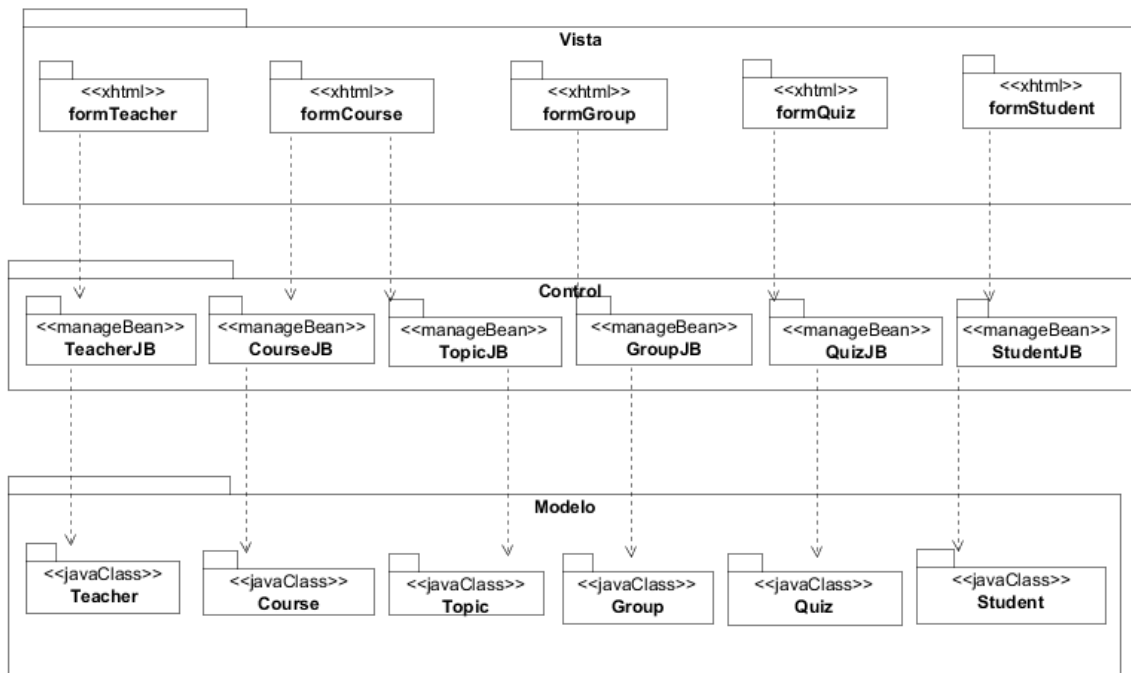 Vista
<<xhtml>>
formTeacher
<<xhtml>>
formCourse
<<xhtml>>
formGroup
<<xhtml>>
formQuiz
<<xhtml>>
formStudent
Control
<<manageBean>>
TeacherJB
<<manageBean>>
CourseJB
<<manageBean>>
TopicJB
<<manageBean>>
GroupJB
<<manageBean>>
QuizJB
<<manageBean>>
StudentJB
Modelo
<<javaClass>>
Teacher
<<javaClass>>
Course
<<javaClass>>
Topic
<<javaClass>>
Group
<<javaClass>>
Quiz
<<javaClass>>
Student